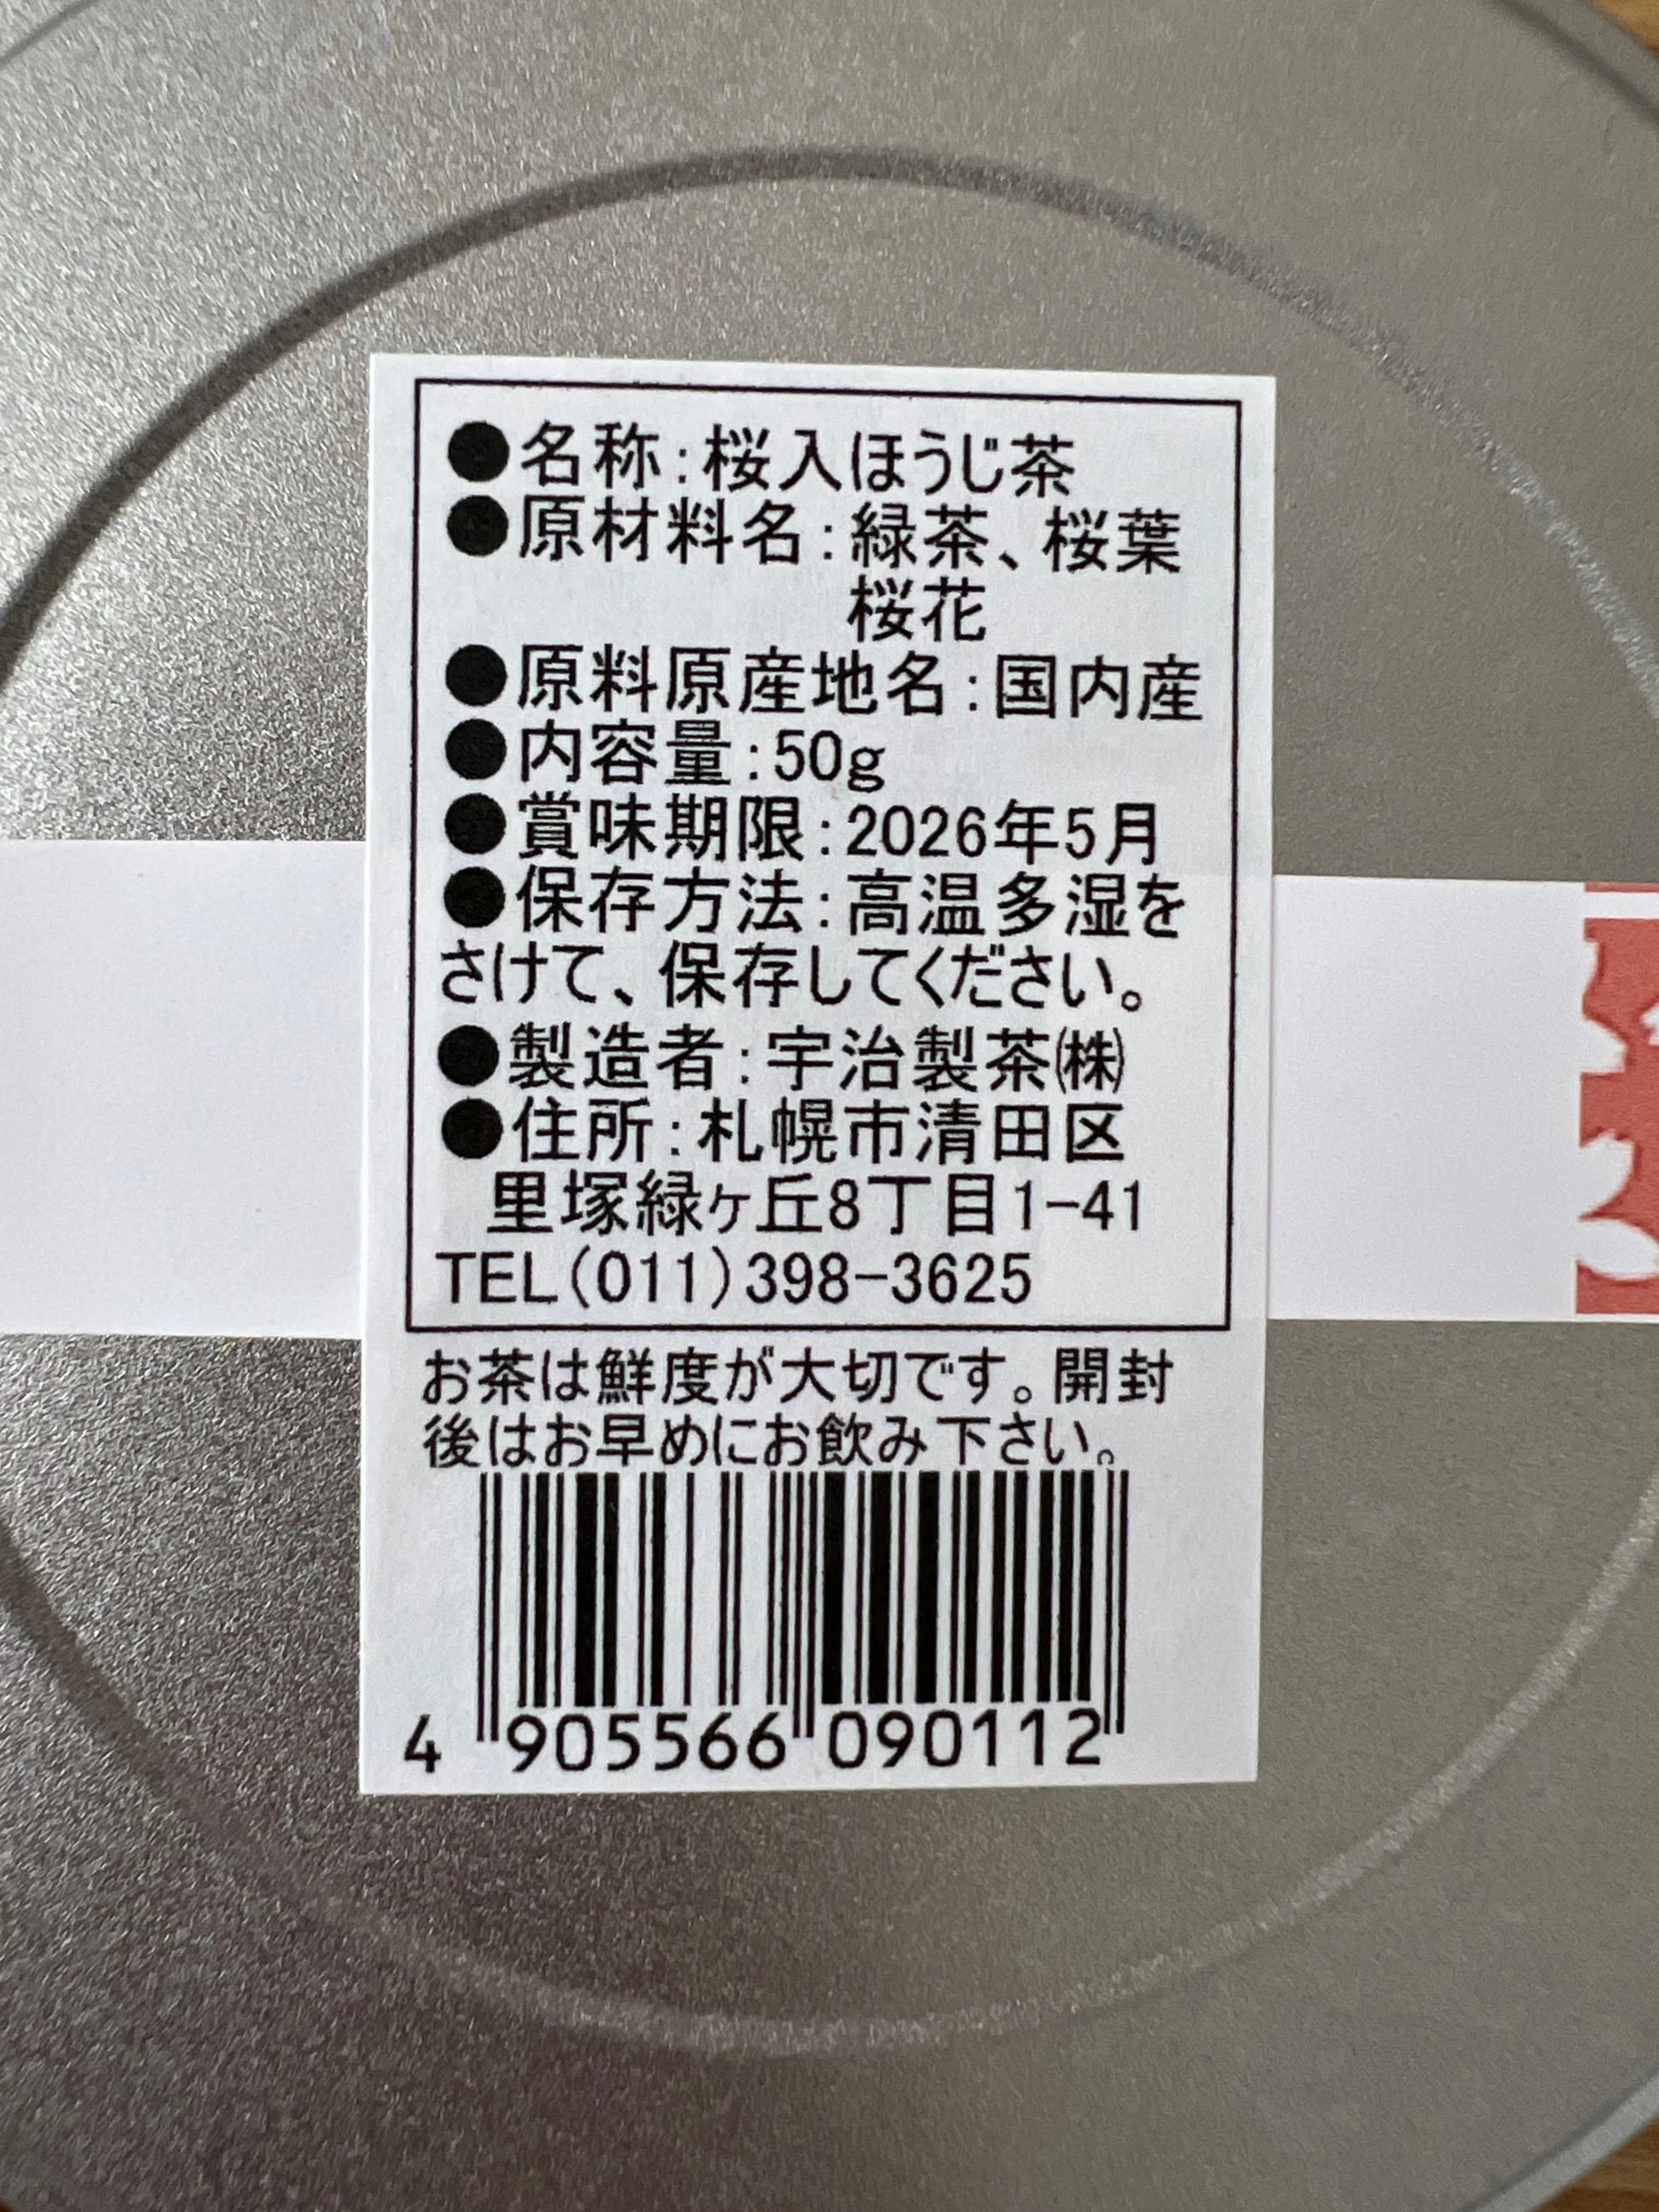 ●名称:桜入ほうじ茶
●原材料名:緑茶、桜葉
桜花
●原料原産地名:国内産
●内容量:50g
●賞味期限:2026年5月
●保存方法:高温多湿を
さけて、保存してください。
●製造者:宇治製茶㈱
●住所:札幌市清田区
里塚緑ヶ丘8丁目1-41
TEL(011)398-3625
お茶は鮮度が大切です。開封
後はお早めにお飲み下さい。
4 905566 090112